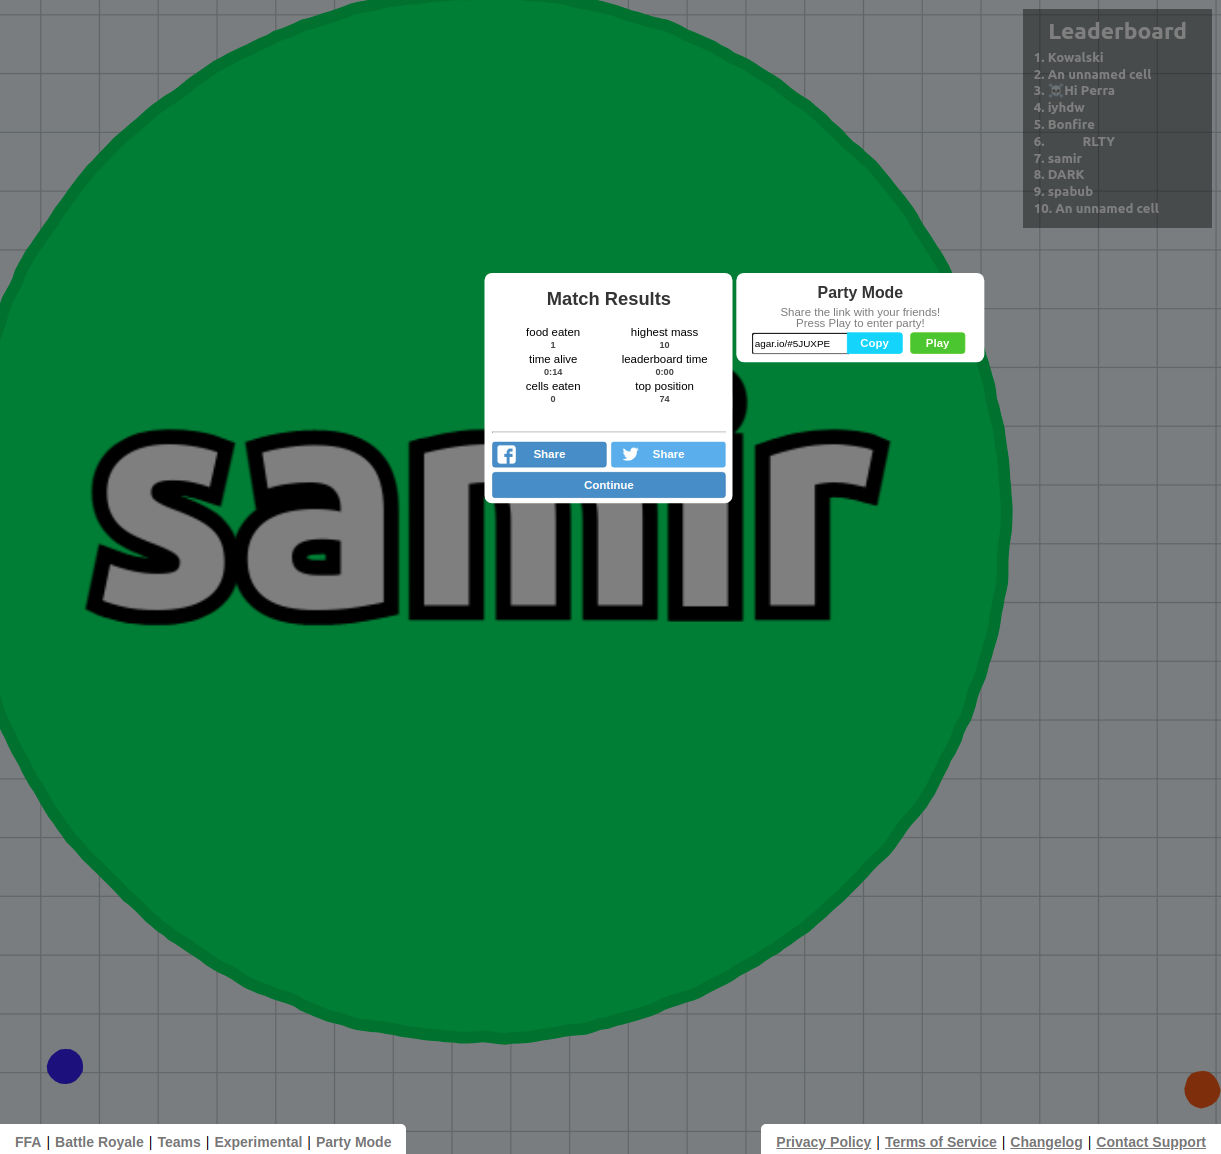 Leaderboard
1. Kowalski
2. An unnamed cell
3. ☠Hi Perra
4. iyhdw
5. Bonfire
6. RLTY
7. samir
8. DARK
9. spabub
10. An unnamed cell
Match Results
food eaten highest mass
1 10
time alive leaderboard time
0:14 0:00
cells eaten top position
0 74
Share Share
Continue
Party Mode
Share the link with your friends!
Press Play to enter party!
agar.io/#5JUXPE Copy Play
samir
FFA | Battle Royale | Teams | Experimental | Party Mode
Privacy Policy | Terms of Service | Changelog | Contact Support